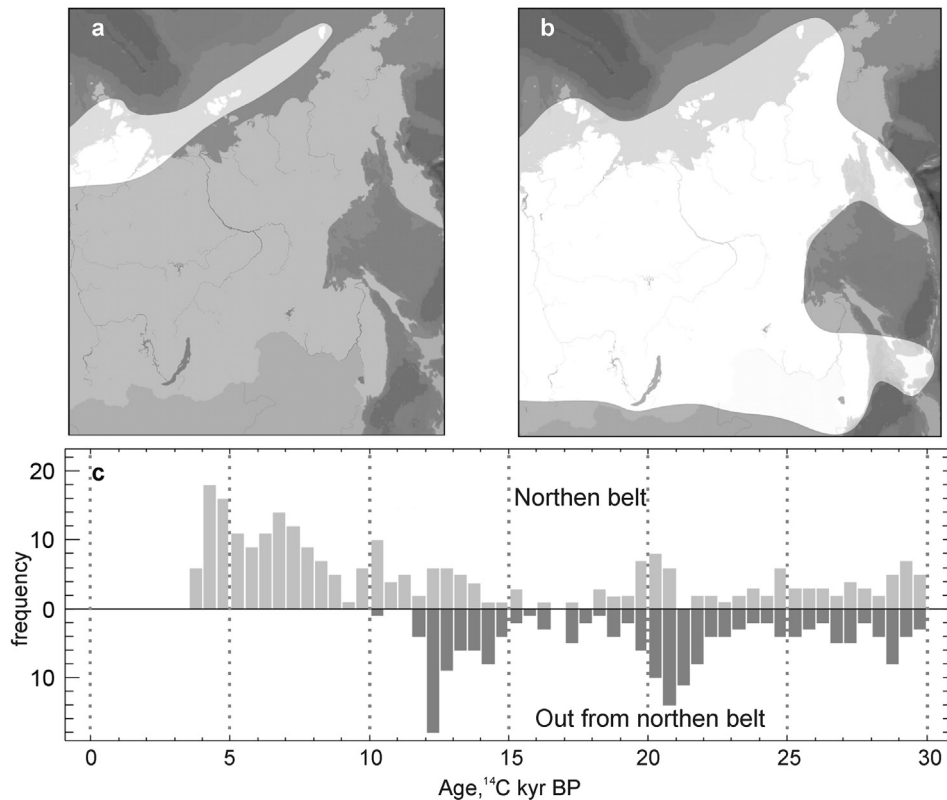 a
b
c
20
Northen belt
10
0
frequency
10
Out from northen belt
0 5 10 15 20 25 30
Age,¹⁴C kyr BP